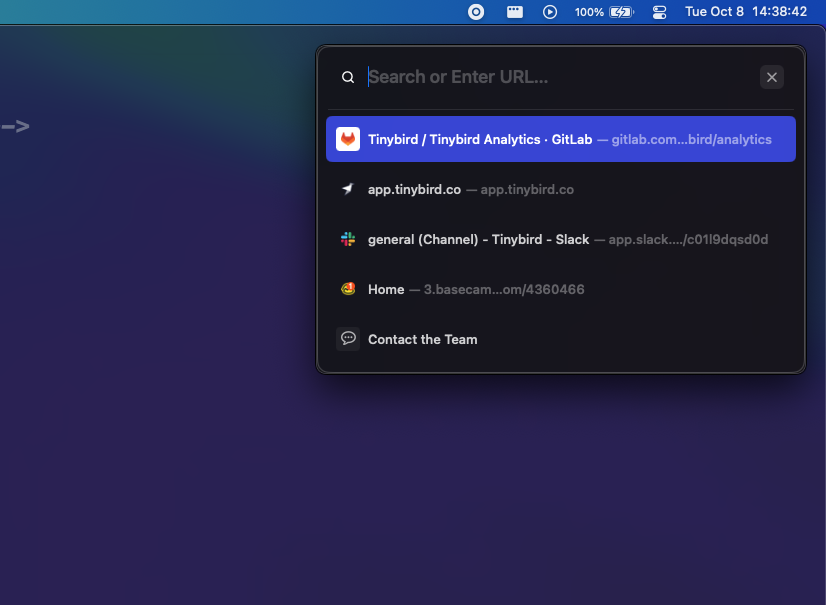 100% Tue Oct 8 14:38:42
-->
Search or Enter URL...
Tinybird / Tinybird Analytics · GitLab — gitlab.com...bird/analytics
app.tinybird.co — app.tinybird.co
general (Channel) - Tinybird - Slack — app.slack..../c01l9dqsd0d
Home — 3.basecam...om/4360466
Contact the Team